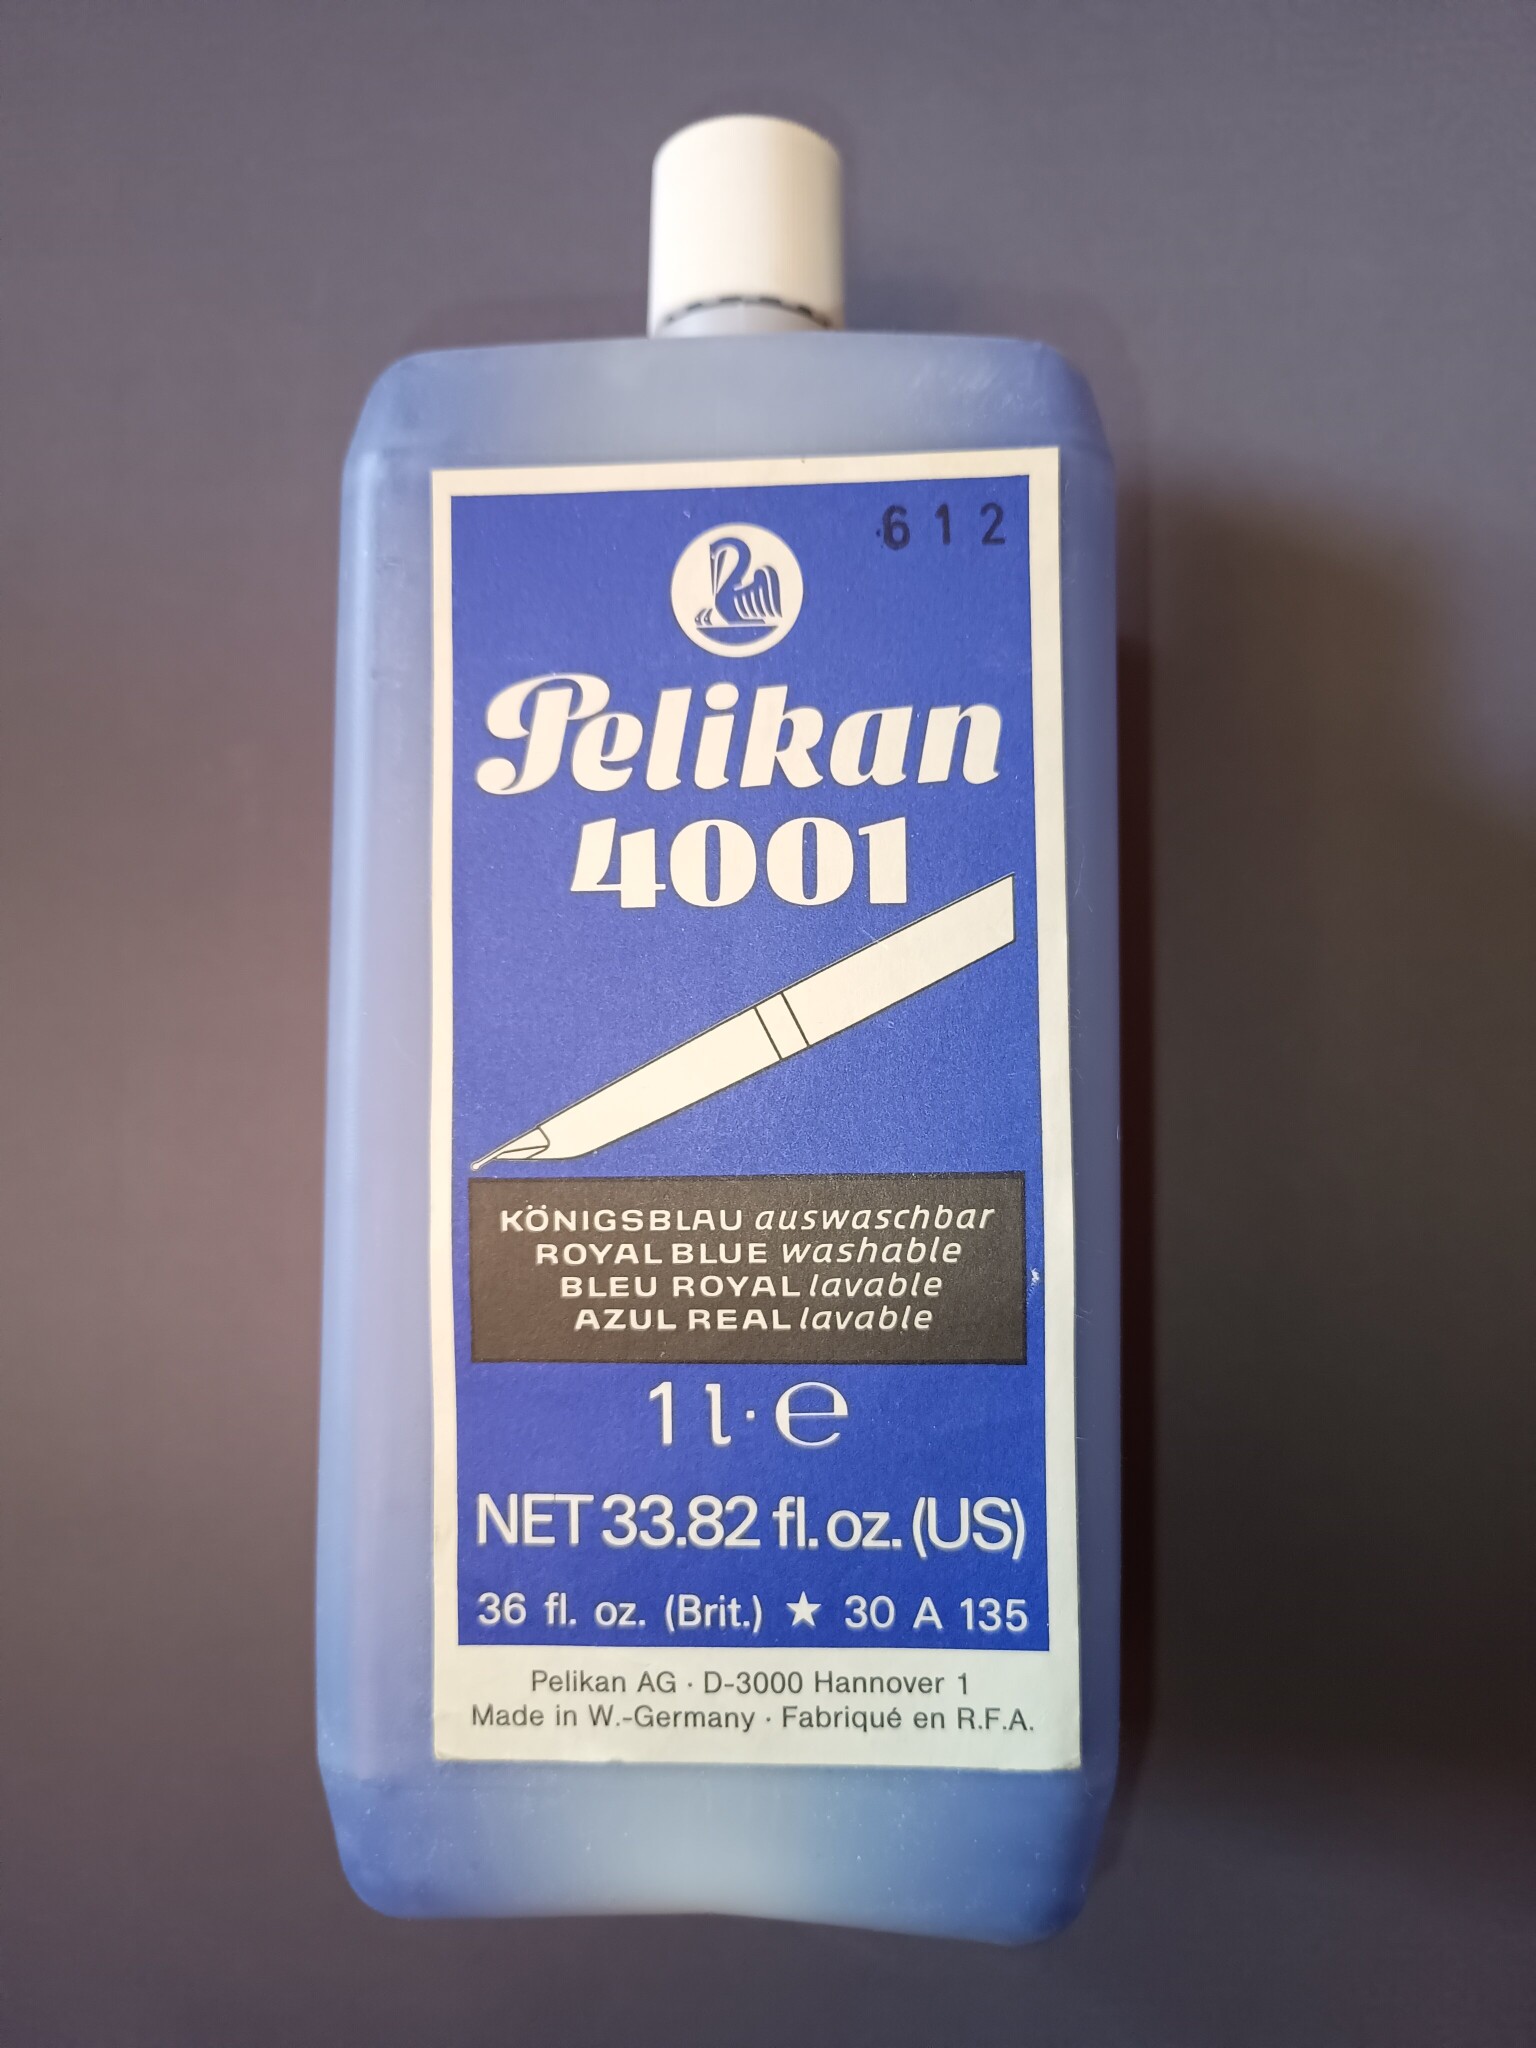 612
Pelikan
4001
KÖNIGSBLAU auswaschbar
ROYAL BLUE washable
BLEU ROYAL lavable
AZUL REAL lavable
1 l · ℮
NET 33.82 fl. oz. (US)
36 fl. oz. (Brit.) ★ 30 A 135
Pelikan AG · D-3000 Hannover 1
Made in W.-Germany · Fabriqué en R.F.A.